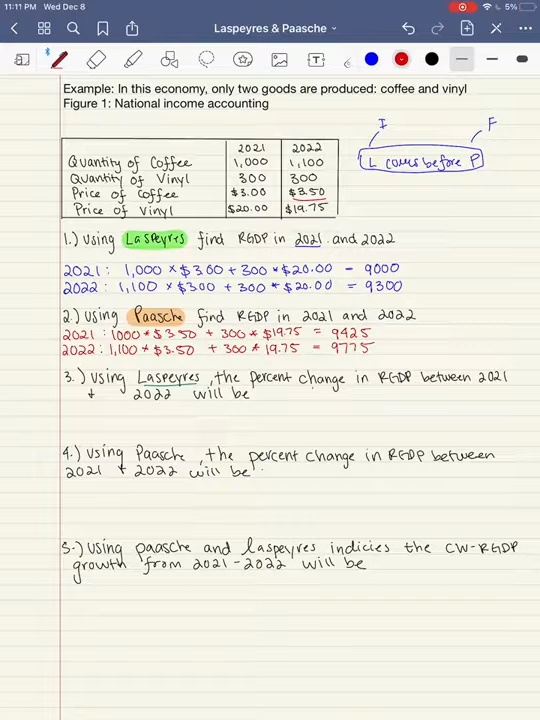 11:11 PM Wed Dec 8
5%
Laspeyres & Paasche
Example: In this economy, only two goods are produced: coffee and vinyl
Figure 1: National income accounting
I F
L comes before P
2021 2022
Quantity of Coffee 1,000 1,100
Quantity of Vinyl 300 300
Price of Coffee $3.00 $3.50
Price of Vinyl $20.00 $19.75
1.) Using Laspeyres find RGDP in 2021 and 2022
2021: 1,000 * $3.00 + 300 * $20.00 = 9000
2022: 1,100 * $3.00 + 300 * $20.00 = 9300
2.) Using Paasche find RGDP in 2021 and 2022
2021: 1000 * $3.50 + 300 * $19.75 = 9425
2022: 1,100 * $3.50 + 300 * 19.75 = 9775
3.) Using Laspeyres, the percent change in RGDP between 2021
+ 2022 will be
4.) Using Paasche, the percent change in RGDP between
2021 + 2022 will be
5.) Using paasche and laspeyres indicies the CW-RGDP
growth from 2021-2022 will be